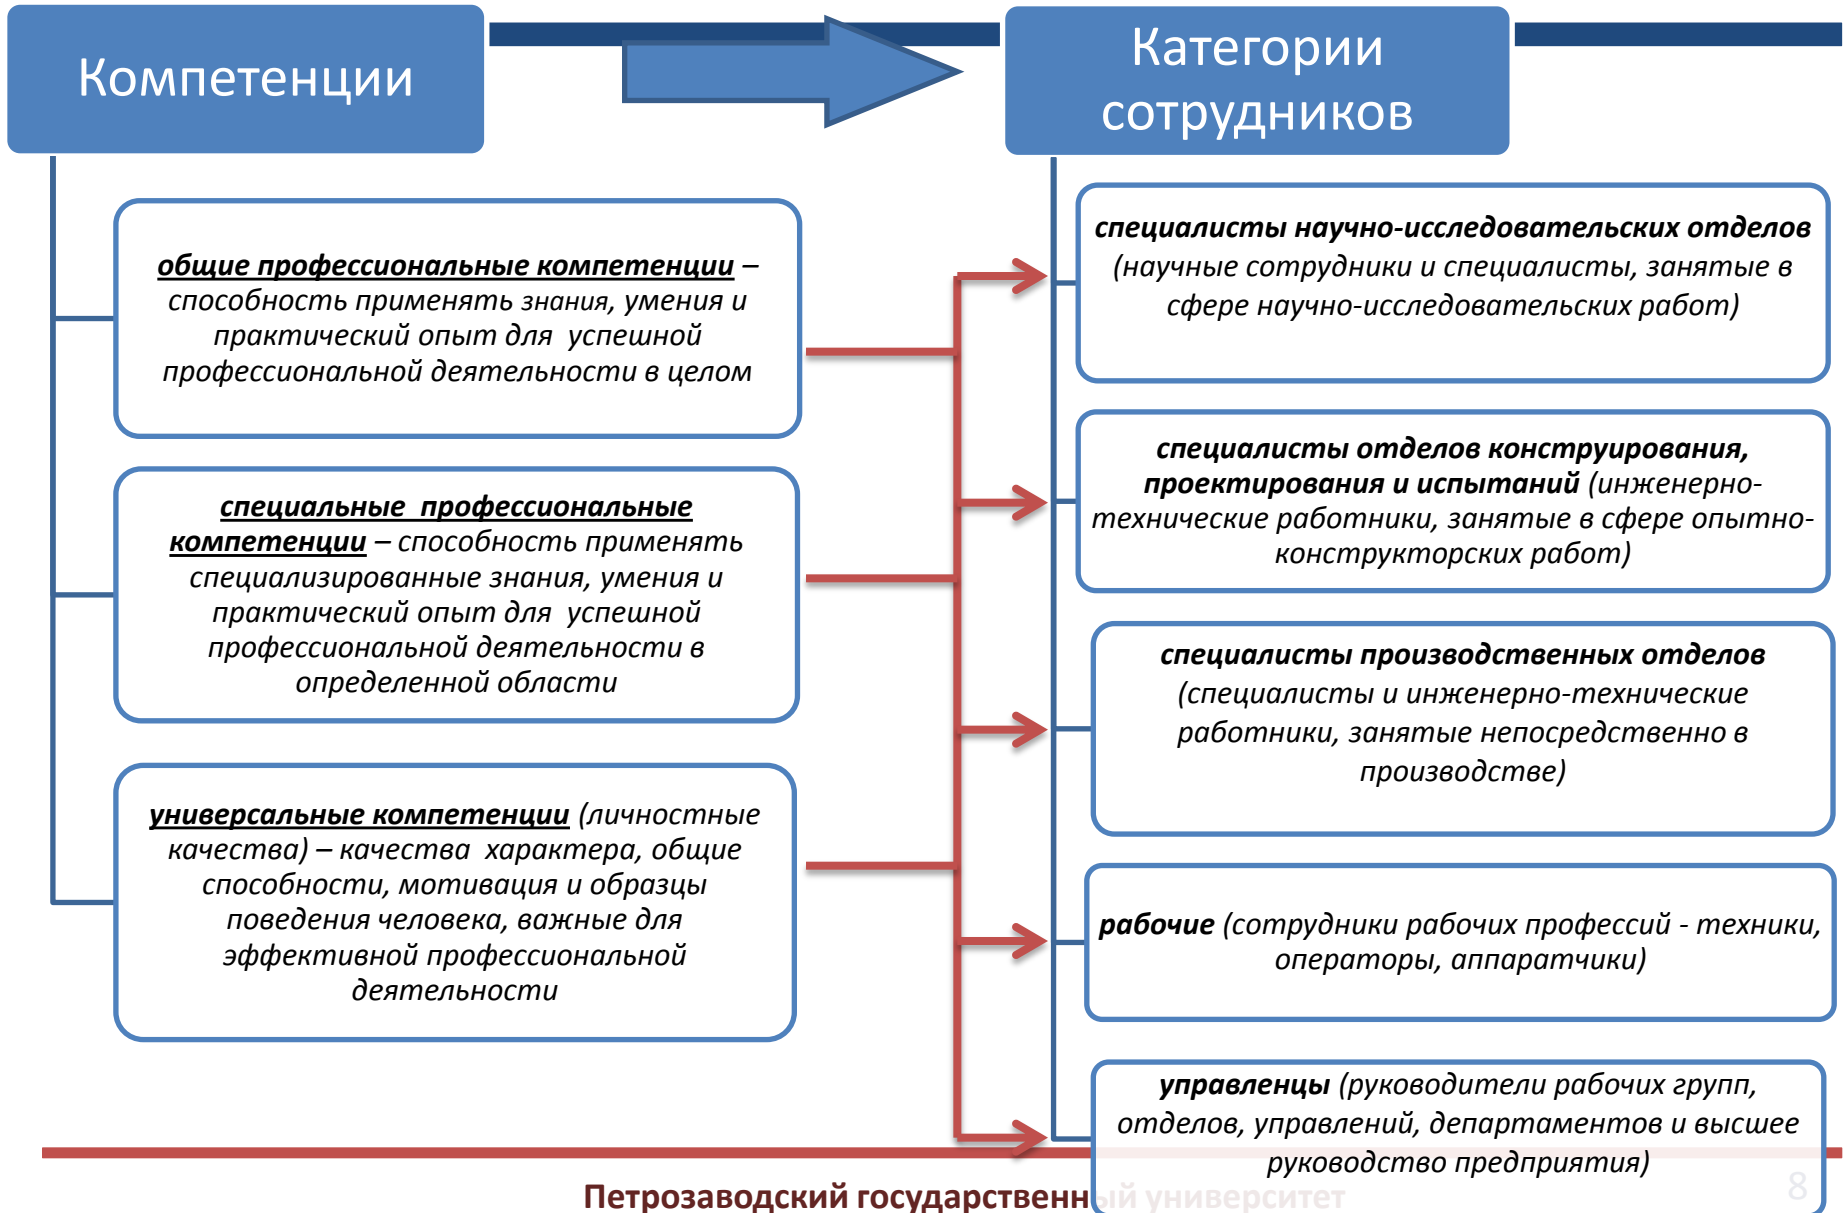 Компетенции
Категории
сотрудников
общие профессиональные компетенции –
способность применять знания, умения и
практический опыт для успешной
профессиональной деятельности в целом
специальные профессиональные
компетенции – способность применять
специализированные знания, умения и
практический опыт для успешной
профессиональной деятельности в
определенной области
универсальные компетенции (личностные
качества) – качества характера, общие
способности, мотивация и образцы
поведения человека, важные для
эффективной профессиональной
деятельности
специалисты научно-исследовательских отделов
(научные сотрудники и специалисты, занятые в
сфере научно-исследовательских работ)
специалисты отделов конструирования,
проектирования и испытаний (инженерно-
технические работники, занятые в сфере опытно-
конструкторских работ)
специалисты производственных отделов
(специалисты и инженерно-технические
работники, занятые непосредственно в
производстве)
рабочие (сотрудники рабочих профессий - техники,
операторы, аппаратчики)
управленцы (руководители рабочих групп,
отделов, управлений, департаментов и высшее
руководство предприятия)
Петрозаводский государственный университет
8